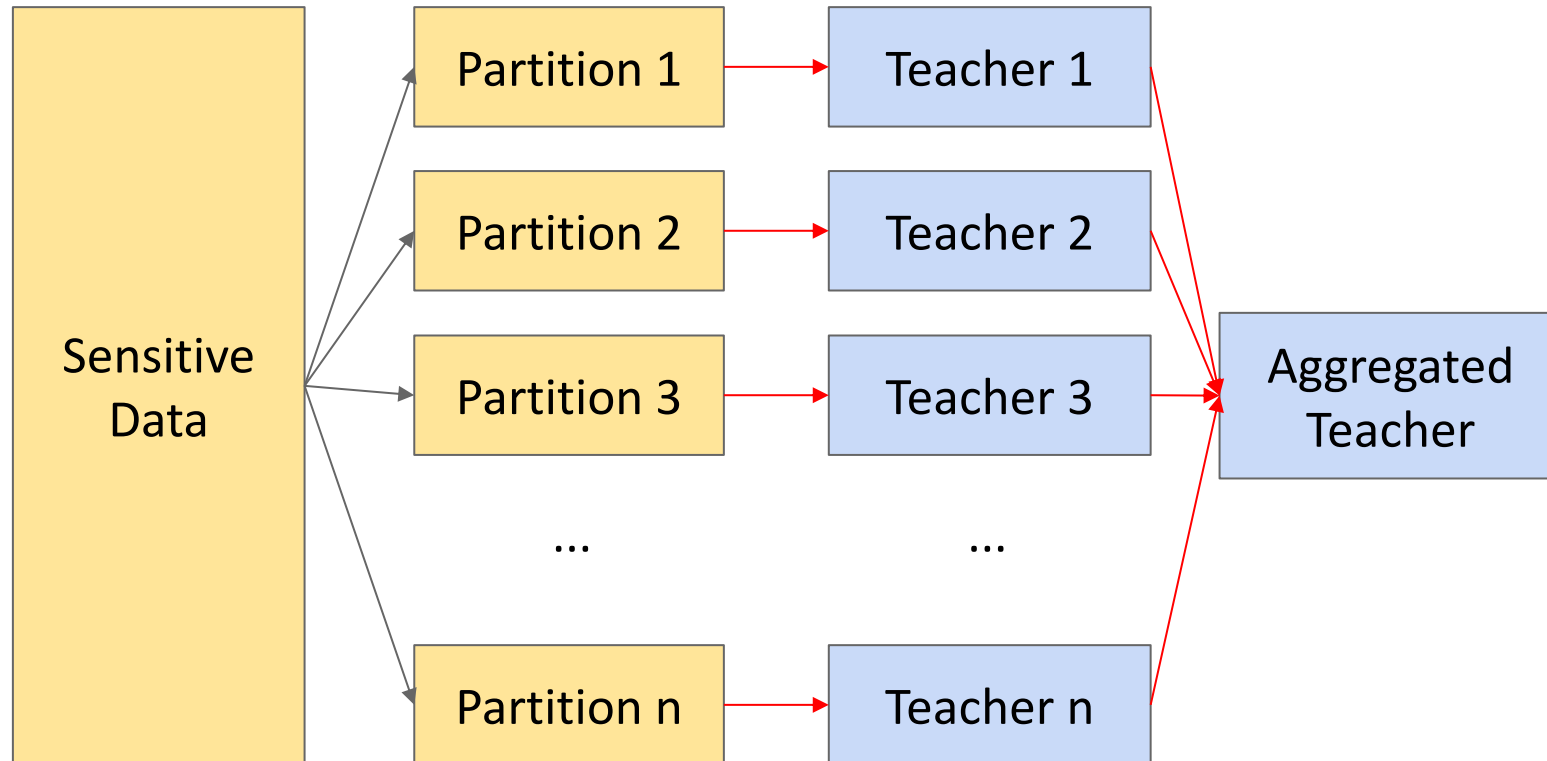 Sensitive
Data
Partition 1
Teacher 1
Partition 2
Teacher 2
Partition 3
Teacher 3
...
...
Partition n
Teacher n
Aggregated
Teacher